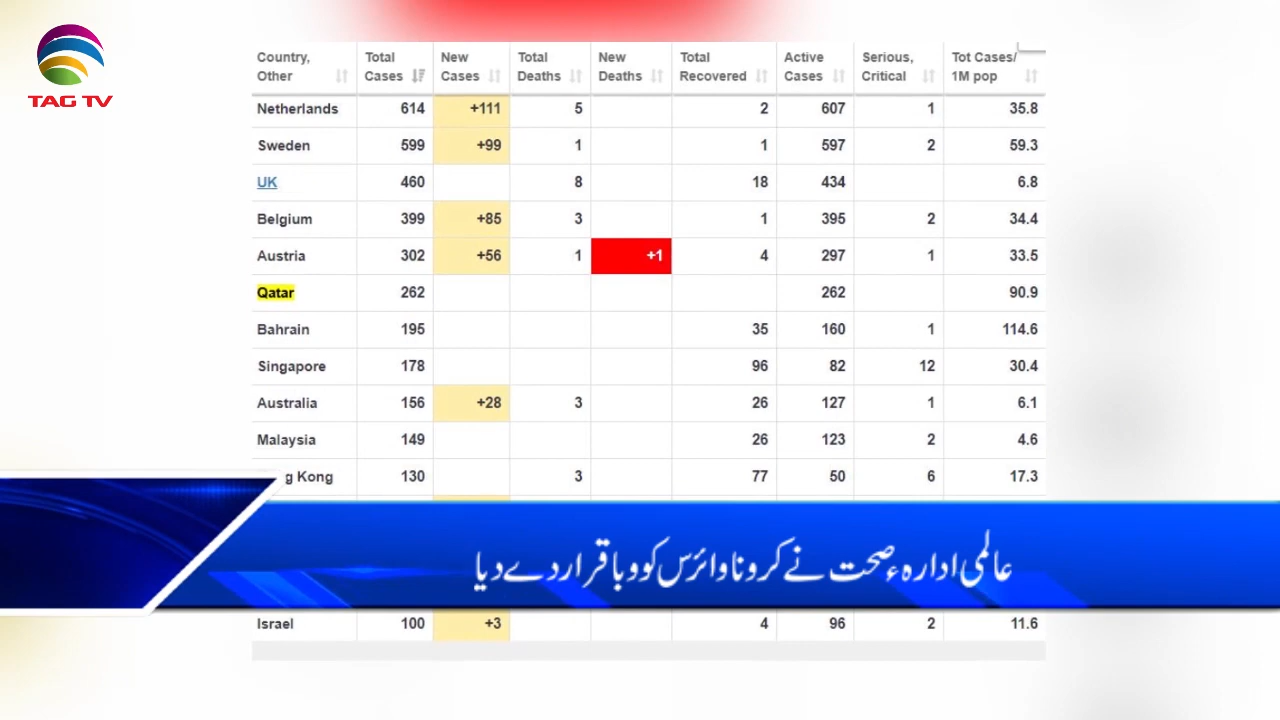 TAG TV
Country, Other Total Cases New Cases Total Deaths New Deaths Total Recovered Active Cases Serious, Critical Tot Cases/ 1M pop
Netherlands 614 +111 5 2 607 1 35.8
Sweden 599 +99 1 1 597 2 59.3
UK 460 8 18 434 6.8
Belgium 399 +85 3 1 395 2 34.4
Austria 302 +56 1 +1 4 297 1 33.5
Qatar 262 262 90.9
Bahrain 195 35 160 1 114.6
Singapore 178 96 82 12 30.4
Australia 156 +28 3 26 127 1 6.1
Malaysia 149 26 123 2 4.6
g Kong 130 3 77 50 6 17.3
عالمی ادارہء صحت نے کرونا وائرس کو وبا قرار دے دیا
Israel 100 +3 4 96 2 11.6